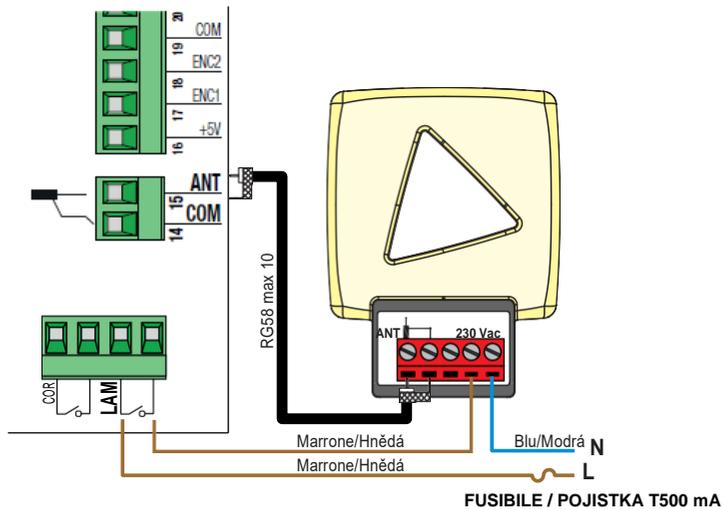 20
COM
19
ENC2
18
ENC1
17
+5V
16
ANT
15
COM
14
RG58 max 10
ANT
230 Vac
COR
LAM
Marrone/Hnědá
Blu/Modrá
N
Marrone/Hnědá
L
FUSIBILE / POJISTKA T500 mA